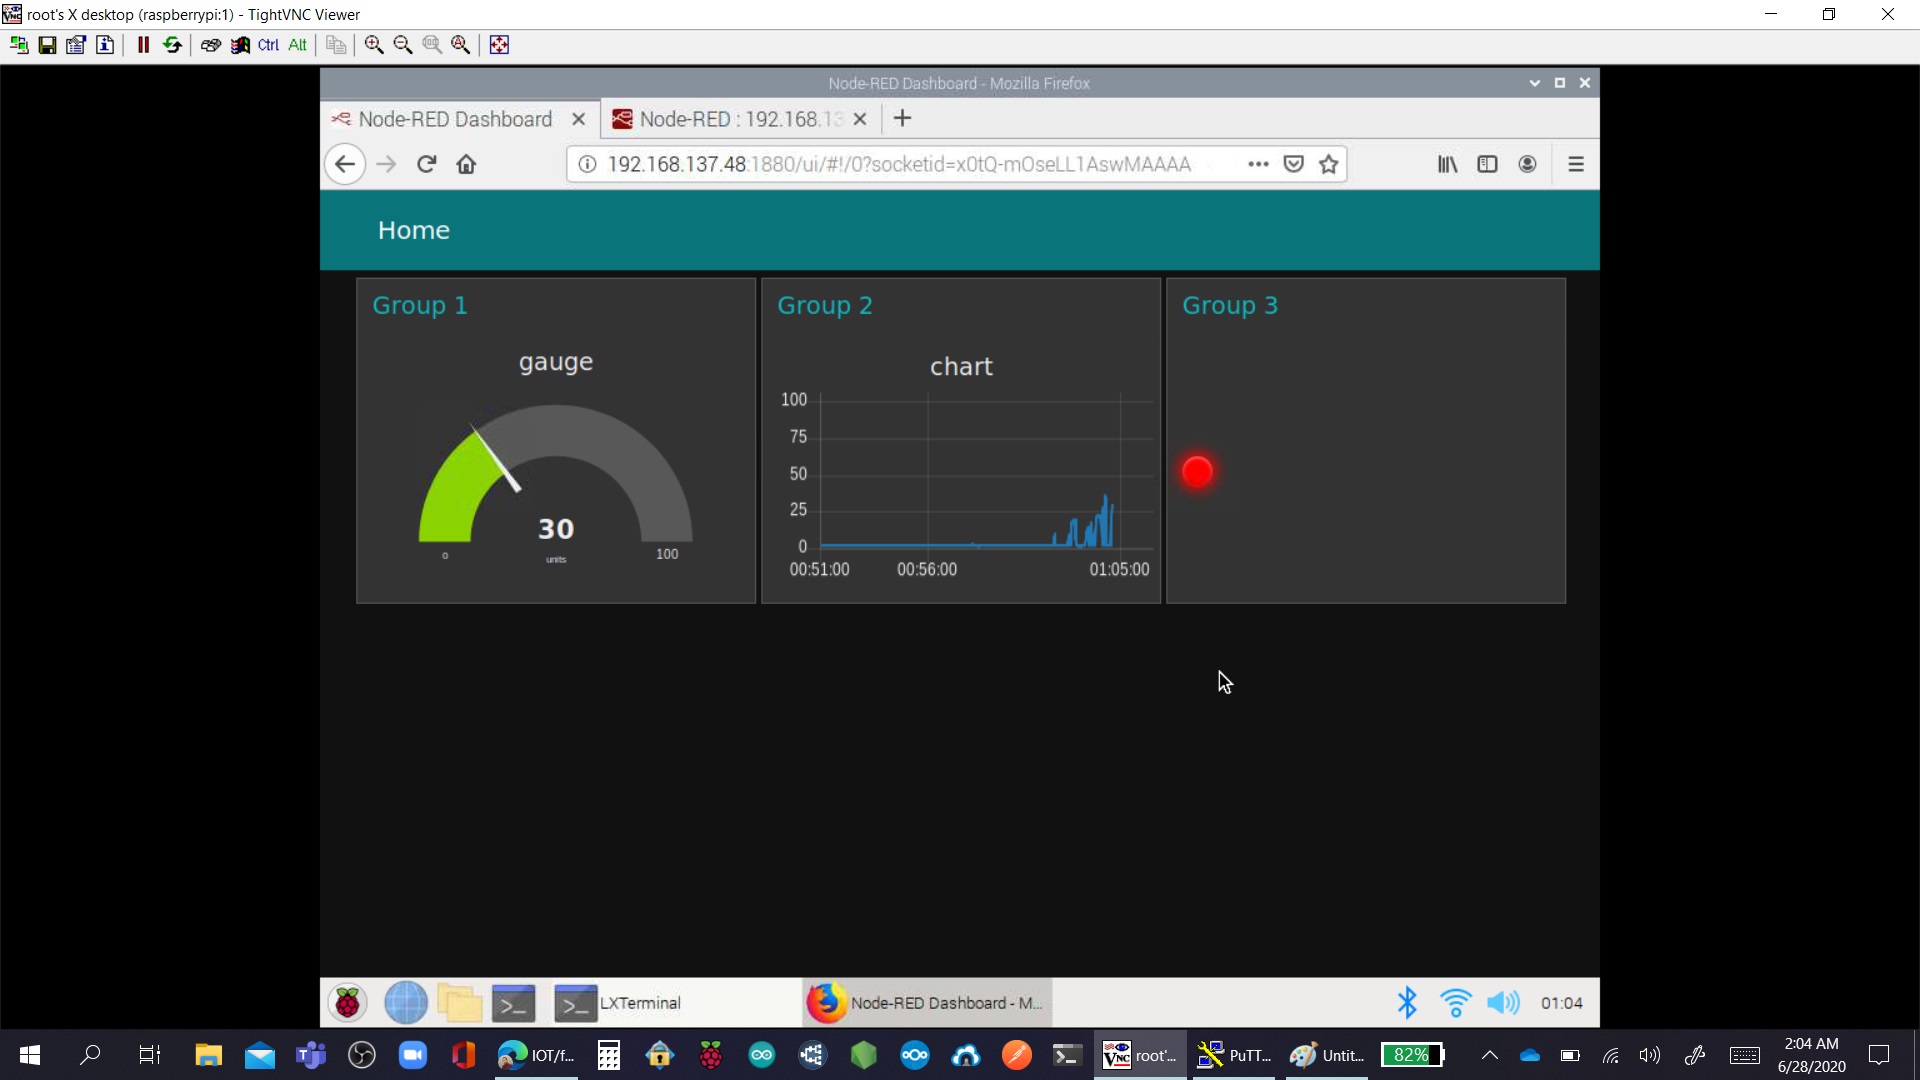 root's X desktop (raspberrypi:1) - TightVNC Viewer
Ctrl Alt
Node-RED Dashboard - Mozilla Firefox
Node-RED Dashboard
Node-RED : 192.168.13
192.168.137.48:1880/ui/#!/0?socketid=x0tQ-mOseLL1AswMAAAA
Home
Group 1
gauge
30
units
0
100
Group 2
chart
100
75
50
25
0
00:51:00
00:56:00
01:05:00
Group 3
LXTerminal
Node-RED Dashboard - M...
01:04
IOT/f...
root'...
PuTT...
Untit...
82%
2:04 AM
6/28/2020